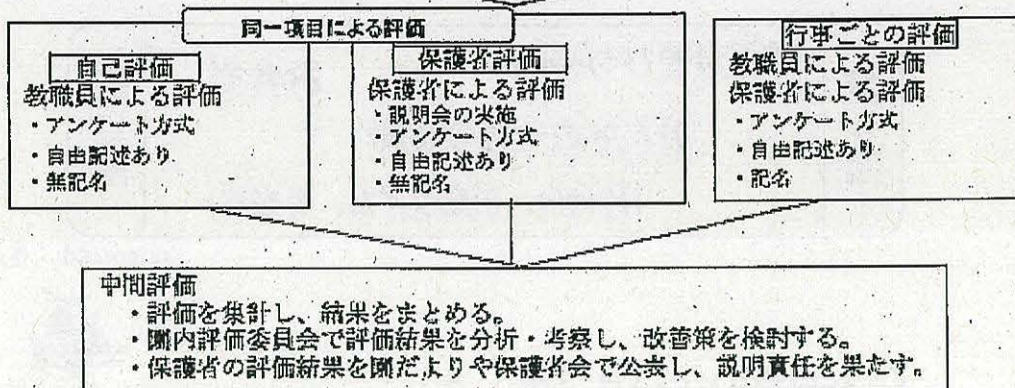 同一項目による評価
自己評価
教職員による評価
・アンケート方式
・自由記述あり
・無記名
保護者評価
保護者による評価
・説明会の実施
・アンケート方式
・自由記述あり
・無記名
行事ごとの評価
教職員による評価
保護者による評価
・アンケート方式
・自由記述あり
・記名
中間評価
・評価を集計し、結果をまとめる。
・園内評価委員会で評価結果を分析・考察し、改善策を検討する。
・保護者の評価結果を園だよりや保護者会で公表し、説明責任を果たす。